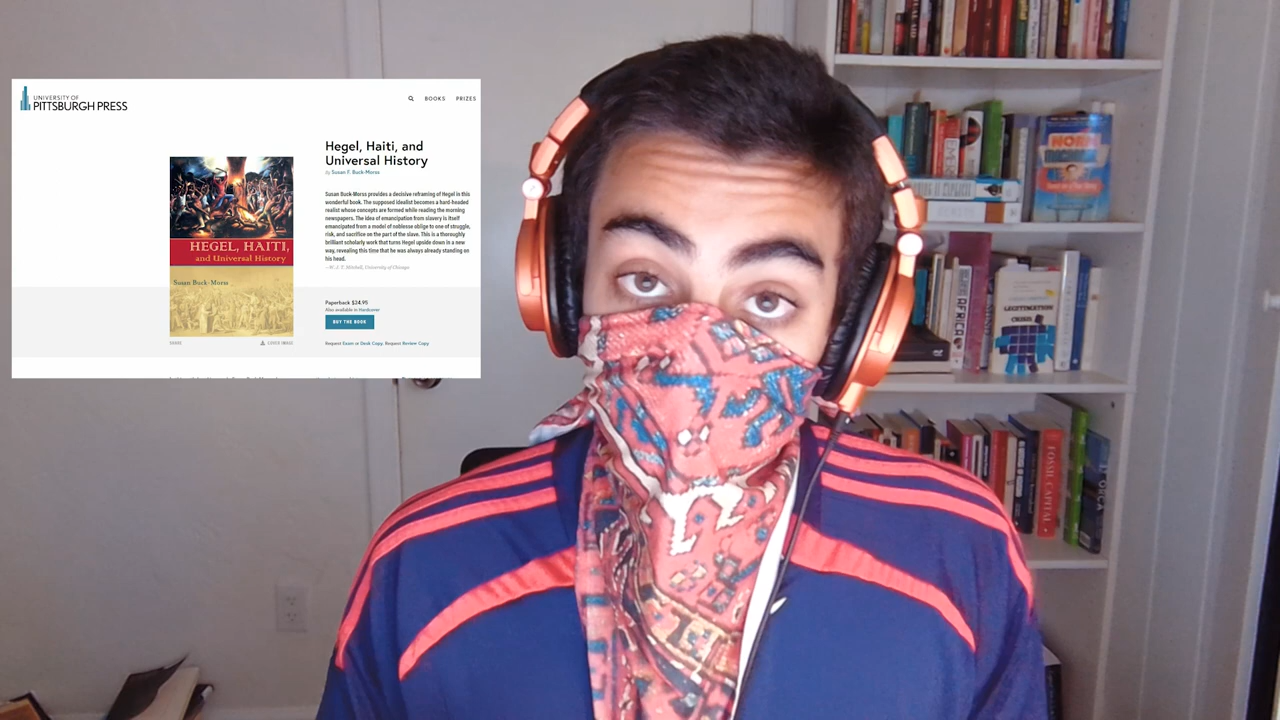 UNIVERSITY OF
PITTSBURGH PRESS
BOOKS PRIZES
Hegel, Haiti, and
Universal History
by Susan F. Buck-Morss
Susan Buck-Morss provides a decisive reframing of Hegel in this
wonderful book. The supposed idealist becomes a hard-headed
realist whose concepts are formed while reading the morning
newspapers. The idea of emancipation from slavery is itself
emancipated from a model of noblesse oblige to one of struggle,
risk, and sacrifice on the part of the slave. This is a thoroughly
brilliant scholarly work that turns Hegel upside down in a new
way, revealing this time that he was always already standing on
his head.
—W. J. T. Mitchell, University of Chicago
HEGEL, HAITI,
and Universal History
Susan Buck-Morss
Paperback $24.95
Also available in Hardcover
BUY THE BOOK
SHARE
COVER IMAGE
Request Exam or Desk Copy. Request Review Copy
AFRICA
LEGITIMATION
CRISIS
FOSSIL CAPITAL